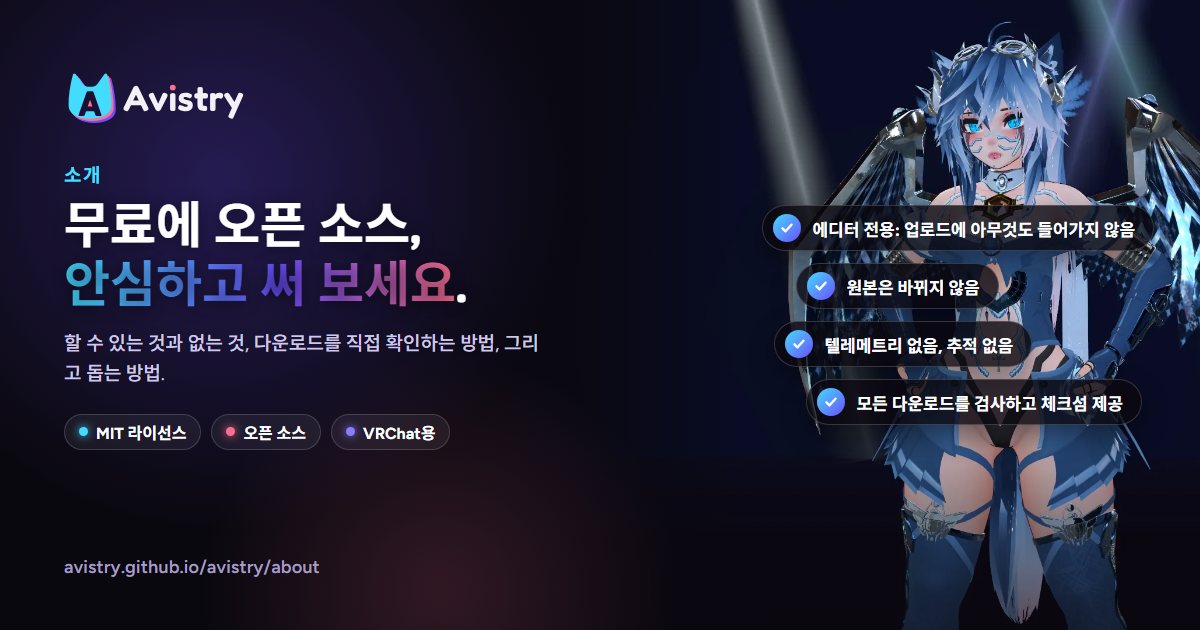 Avistry
소개
무료에 오픈 소스,
안심하고 써 보세요.
할 수 있는 것과 없는 것, 다운로드를 직접 확인하는 방법, 그리
고 돕는 방법.
MIT 라이선스
오픈 소스
VRChat용
avistry.github.io/avistry/about
에디터 전용: 업로드에 아무것도 들어가지 않음
원본은 바뀌지 않음
텔레메트리 없음, 추적 없음
모든 다운로드를 검사하고 체크섬 제공